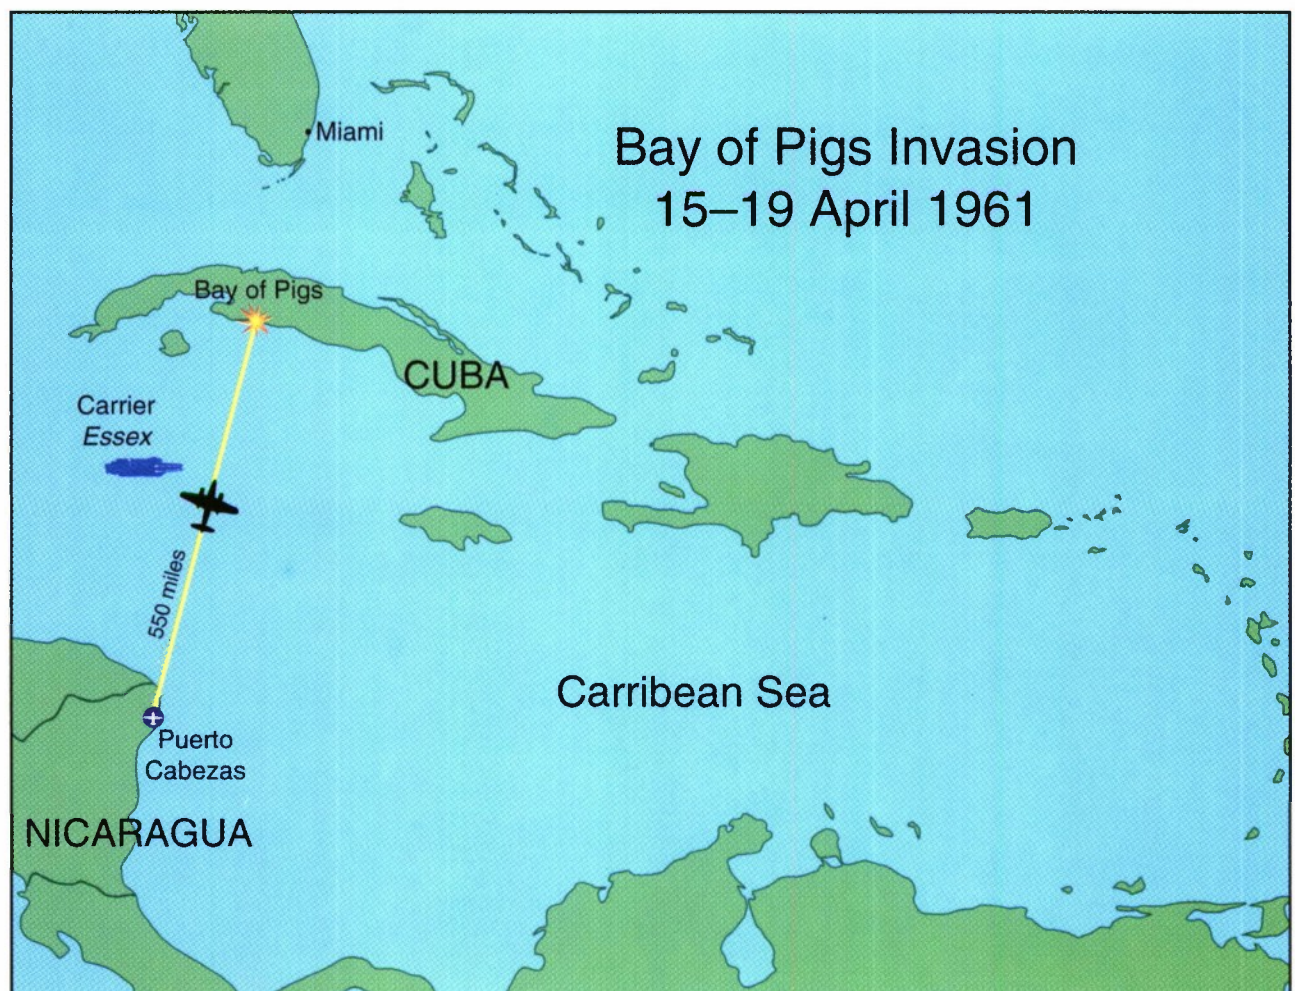 Miami
Bay of Pigs Invasion
15–19 April 1961
Bay of Pigs
CUBA
Carrier
Essex
550 miles
Carribean Sea
Puerto
Cabezas
NICARAGUA